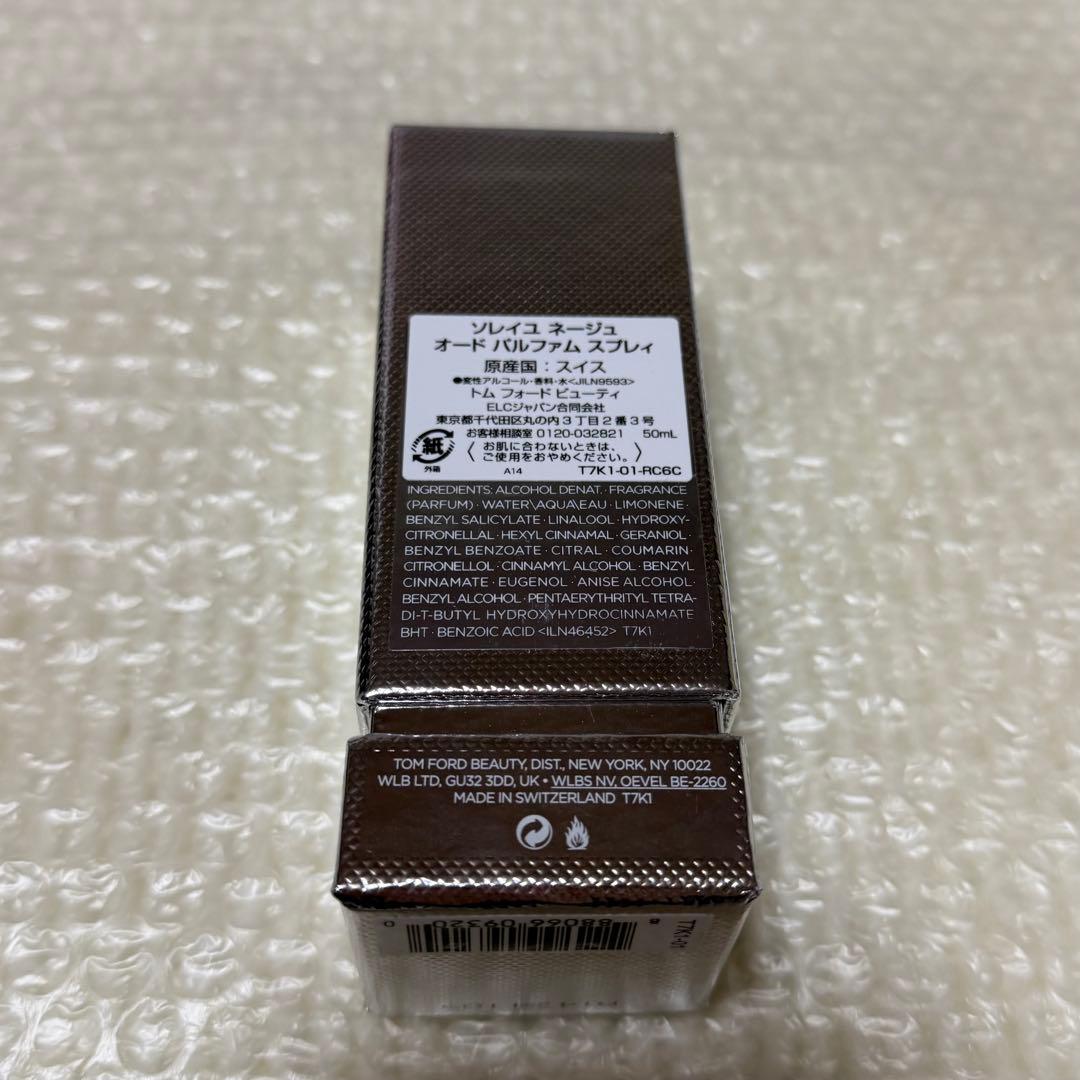 ソレイユ ネージュ
オード パルファム スプレィ
原産国：スイス
●変性アルコール・香料・水<JILN9593>
トム フォード ビューティ
ELCジャパン合同会社
東京都千代田区丸の内3丁目2番3号
お客様相談室 0120-032821 50mL
紙
外箱
〈 お肌に合わないときは、
ご使用をおやめください。〉
A14 T7K1-01-RC6C
INGREDIENTS: ALCOHOL DENAT. · FRAGRANCE
(PARFUM) · WATER\AQUA\EAU · LIMONENE ·
BENZYL SALICYLATE · LINALOOL · HYDROXY-
CITRONELLAL · HEXYL CINNAMAL · GERANIOL ·
BENZYL BENZOATE · CITRAL · COUMARIN ·
CITRONELLOL · CINNAMYL ALCOHOL · BENZYL
CINNAMATE · EUGENOL · ANISE ALCOHOL ·
BENZYL ALCOHOL · PENTAERYTHRITYL TETRA-
DI-T-BUTYL HYDROXYHYDROCINNAMATE
BHT · BENZOIC ACID <ILN46452> T7K1
TOM FORD BEAUTY, DIST., NEW YORK, NY 10022
WLB LTD, GU32 3DD, UK • WLBS NV, OEVEL BE-2260
MADE IN SWITZERLAND T7K1
T7K1-01